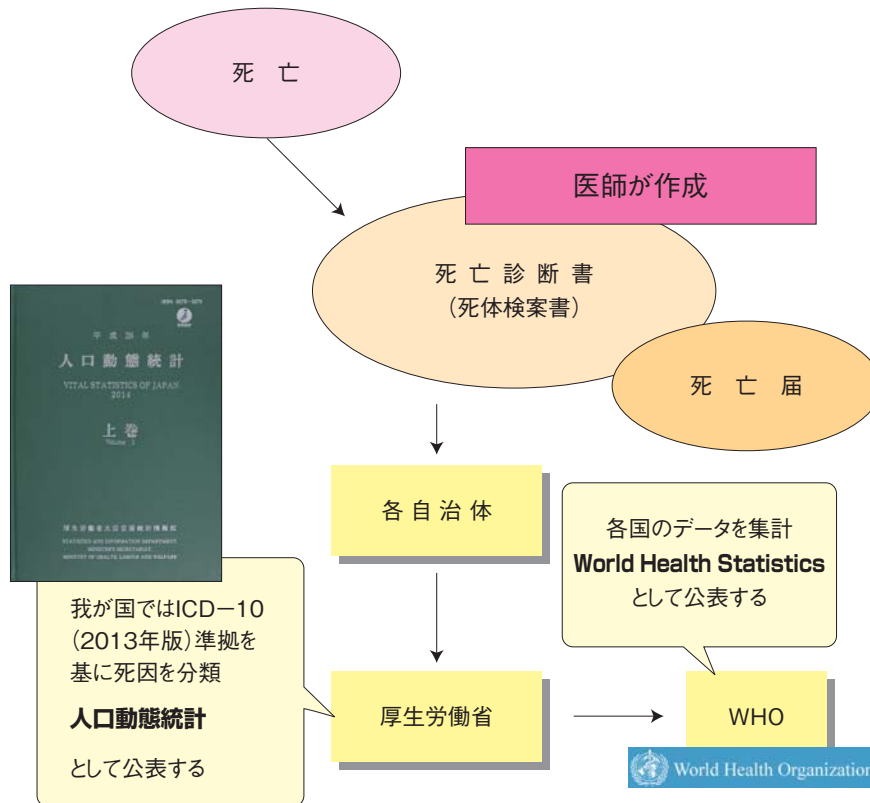 死 亡
医師が作成
死 亡 診 断 書
（死体検案書）
死 亡 届
平 成 26 年
人 口 動 態 統 計
VITAL STATISTICS OF JAPAN
2014
上 巻
Volume 1
厚生労働省大臣官房統計情報部
STATISTICS AND INFORMATION DEPARTMENT
MINISTER'S SECRETARIAT
MINISTRY OF HEALTH, LABOUR AND WELFARE
各 自 治 体
各国のデータを集計
World Health Statistics
として公表する
我が国ではICD－10
（2013年版）準拠を
基に死因を分類
人口動態統計
として公表する
厚生労働省
WHO
World Health Organization